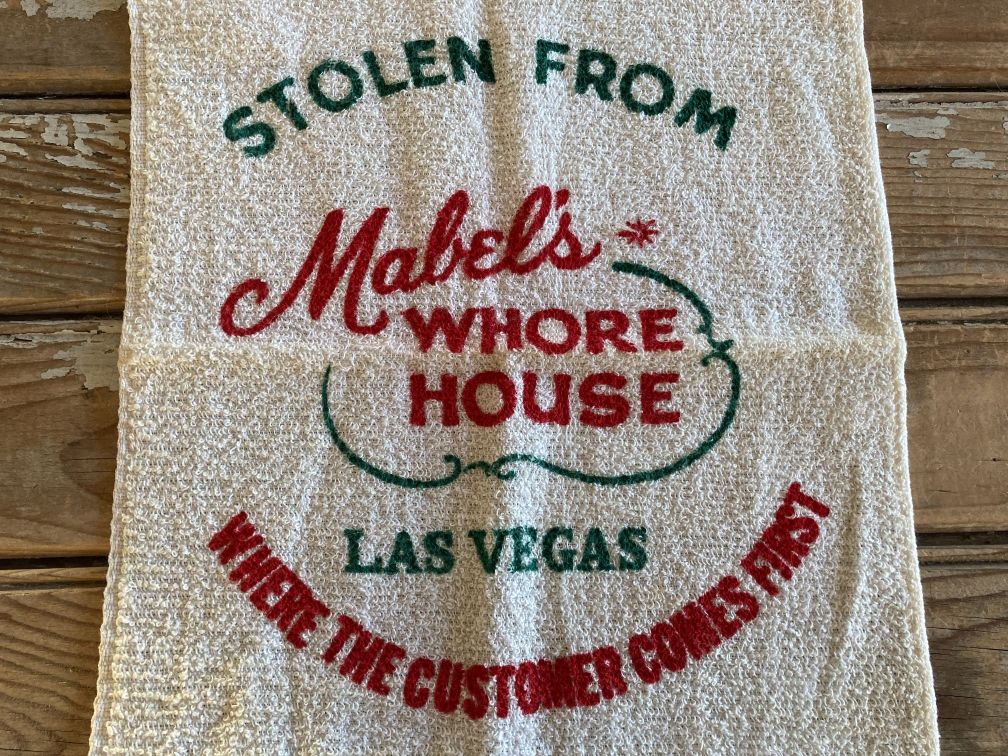 STOLEN FROM
Mabel's *
WHORE
HOUSE
LAS VEGAS
WHERE THE CUSTOMER COMES FIRST